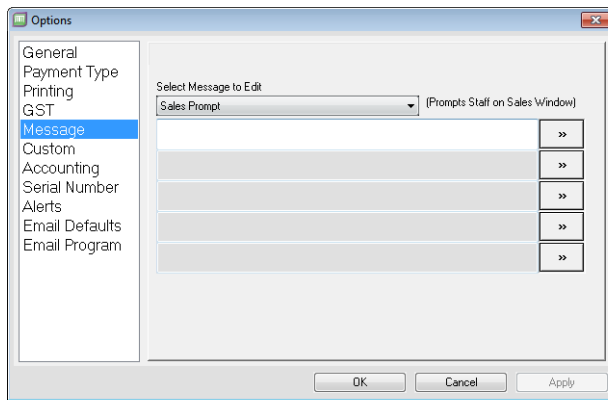 Options
General
Payment Type
Printing
GST
Message
Custom
Accounting
Serial Number
Alerts
Email Defaults
Email Program
Select Message to Edit
Sales Prompt
(Prompts Staff on Sales Window)
»
»
»
»
»
OK
Cancel
Apply